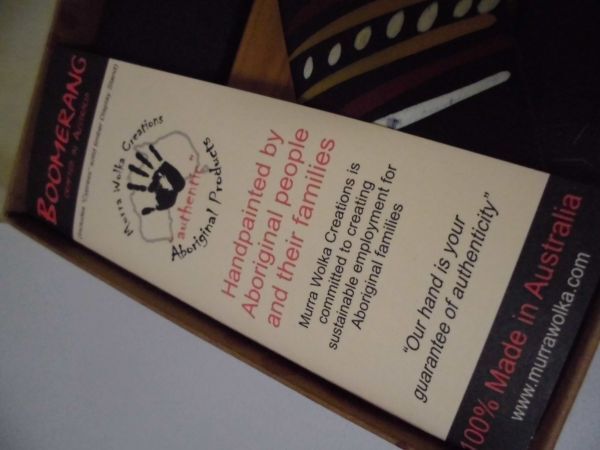 BOOMERANG
Murra Wolka Creations
"authentic"
Aboriginal Products
Handpainted by
Aboriginal people
and their families
Murra Wolka Creations is
committed to creating
sustainable employment for
Aboriginal families
"Our hand is your
guarantee of authenticity"
100% Made in Australia
www.murrawolka.com